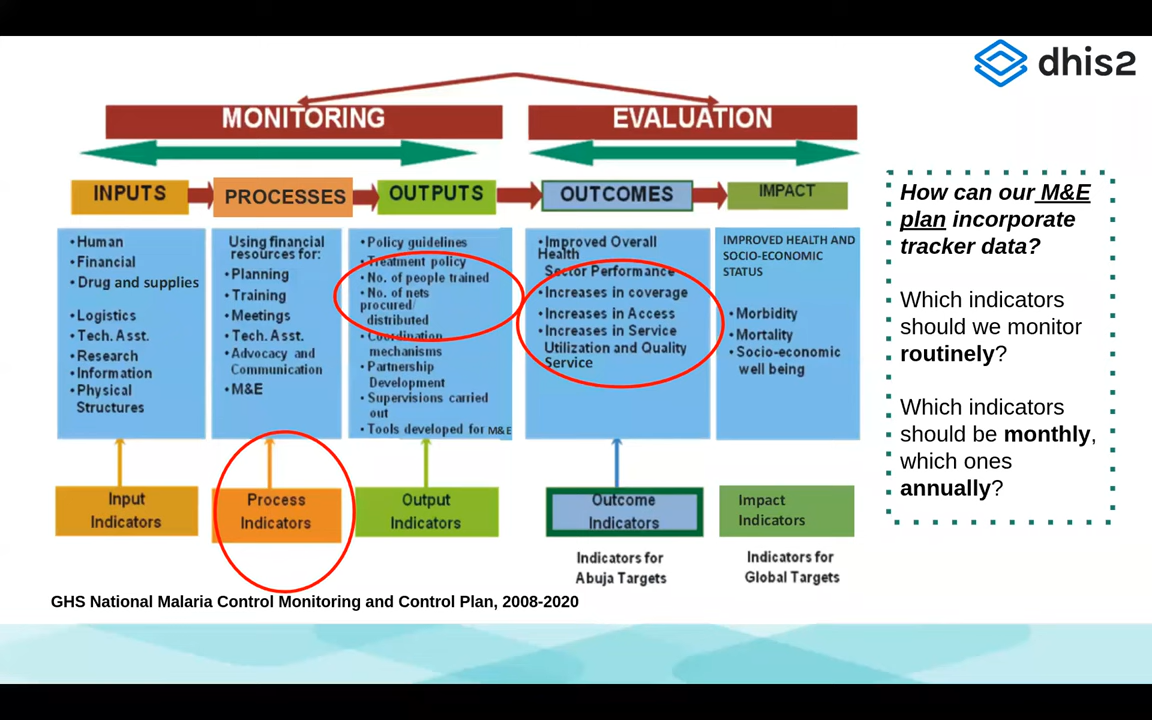 dhis2
MONITORING
EVALUATION
INPUTS
PROCESSES
OUTPUTS
OUTCOMES
IMPACT
•Human
•Financial
•Drug and supplies
•Logistics
•Tech. Asst.
•Research
•Information
•Physical
Structures
Using financial
resources for:
•Planning
•Training
•Meetings
•Tech. Asst.
•Advocacy and
Communication
•M&E
•Policy guidelines
•Treatment policy
•No. of people trained
•No. of nets
procured/
distributed
•Coordination
mechanisms
•Partnership
Development
•Supervisions carried
out
•Tools developed for M&E
•Improved Overall
Health
Sector Performance
•Increases in coverage
•Increases in Access
•Increases in Service
Utilization and Quality
Service
IMPROVED HEALTH AND
SOCIO-ECONOMIC
STATUS
•Morbidity
•Mortality
•Socio-economic
well being
Input
Indicators
Process
Indicators
Output
Indicators
Outcome
Indicators
Impact
Indicators
Indicators for
Abuja Targets
Indicators for
Global Targets
GHS National Malaria Control Monitoring and Control Plan, 2008-2020
How can our M&E
plan incorporate
tracker data?
Which indicators
should we monitor
routinely?
Which indicators
should be monthly,
which ones
annually?